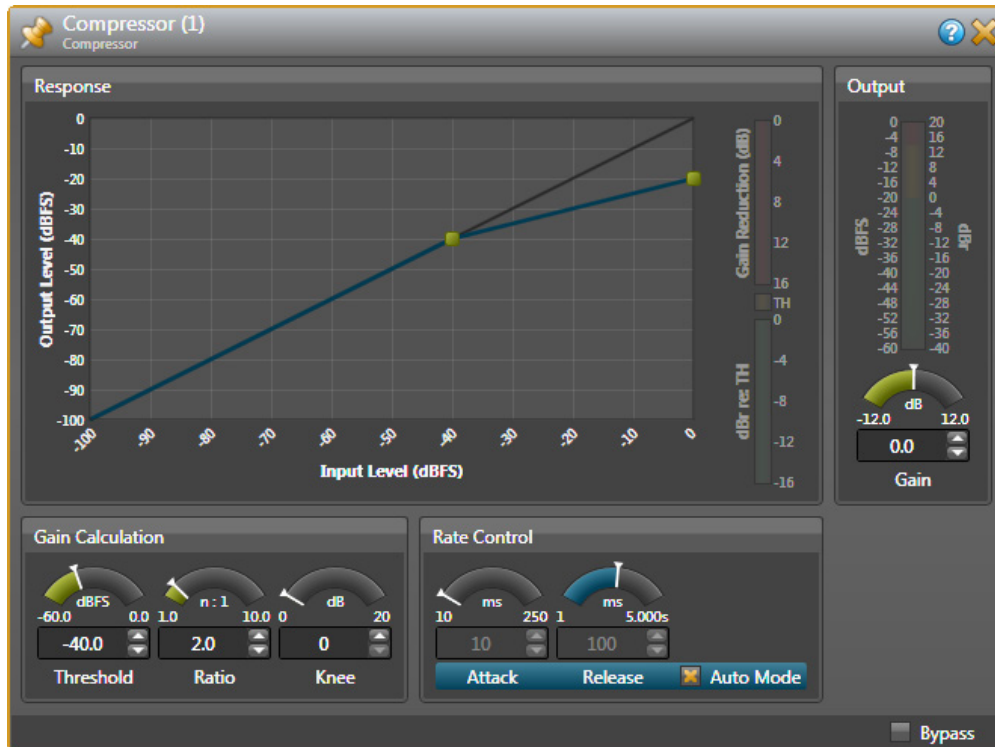 Compressor (1)
Compressor
?
Response
Output Level (dBFS)
0
-10
-20
-30
-40
-50
-60
-70
-80
-90
-100
-100
-90
-80
-70
-60
-50
-40
-30
-20
-10
0
Input Level (dBFS)
Gain Reduction (dB)
0
4
8
12
16
TH
dBr re: TH
0
-4
-8
-12
-16
Output
dBFS
0 20
-4 16
-8 12
-12 8
-16 4
-20 0
-24 -4
-28 -8
-32 -12
-36 -16
-40 -20
-44 -24
-48 -28
-52 -32
-56 -36
-60 -40
dBr
dB
-12.0 12.0
0.0
Gain
Gain Calculation
dBFS
-60.0 0.0
-40.0
Threshold
n : 1
1.0 10.0
2.0
Ratio
dB
0 20
0
Knee
Rate Control
ms
10 250
10
Attack
ms
1 5.000s
100
Release
Auto Mode
Bypass